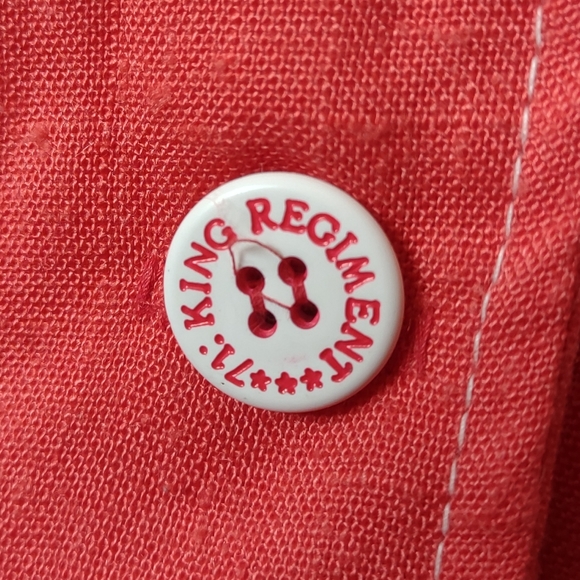 71. KING REGIMENT ★★★